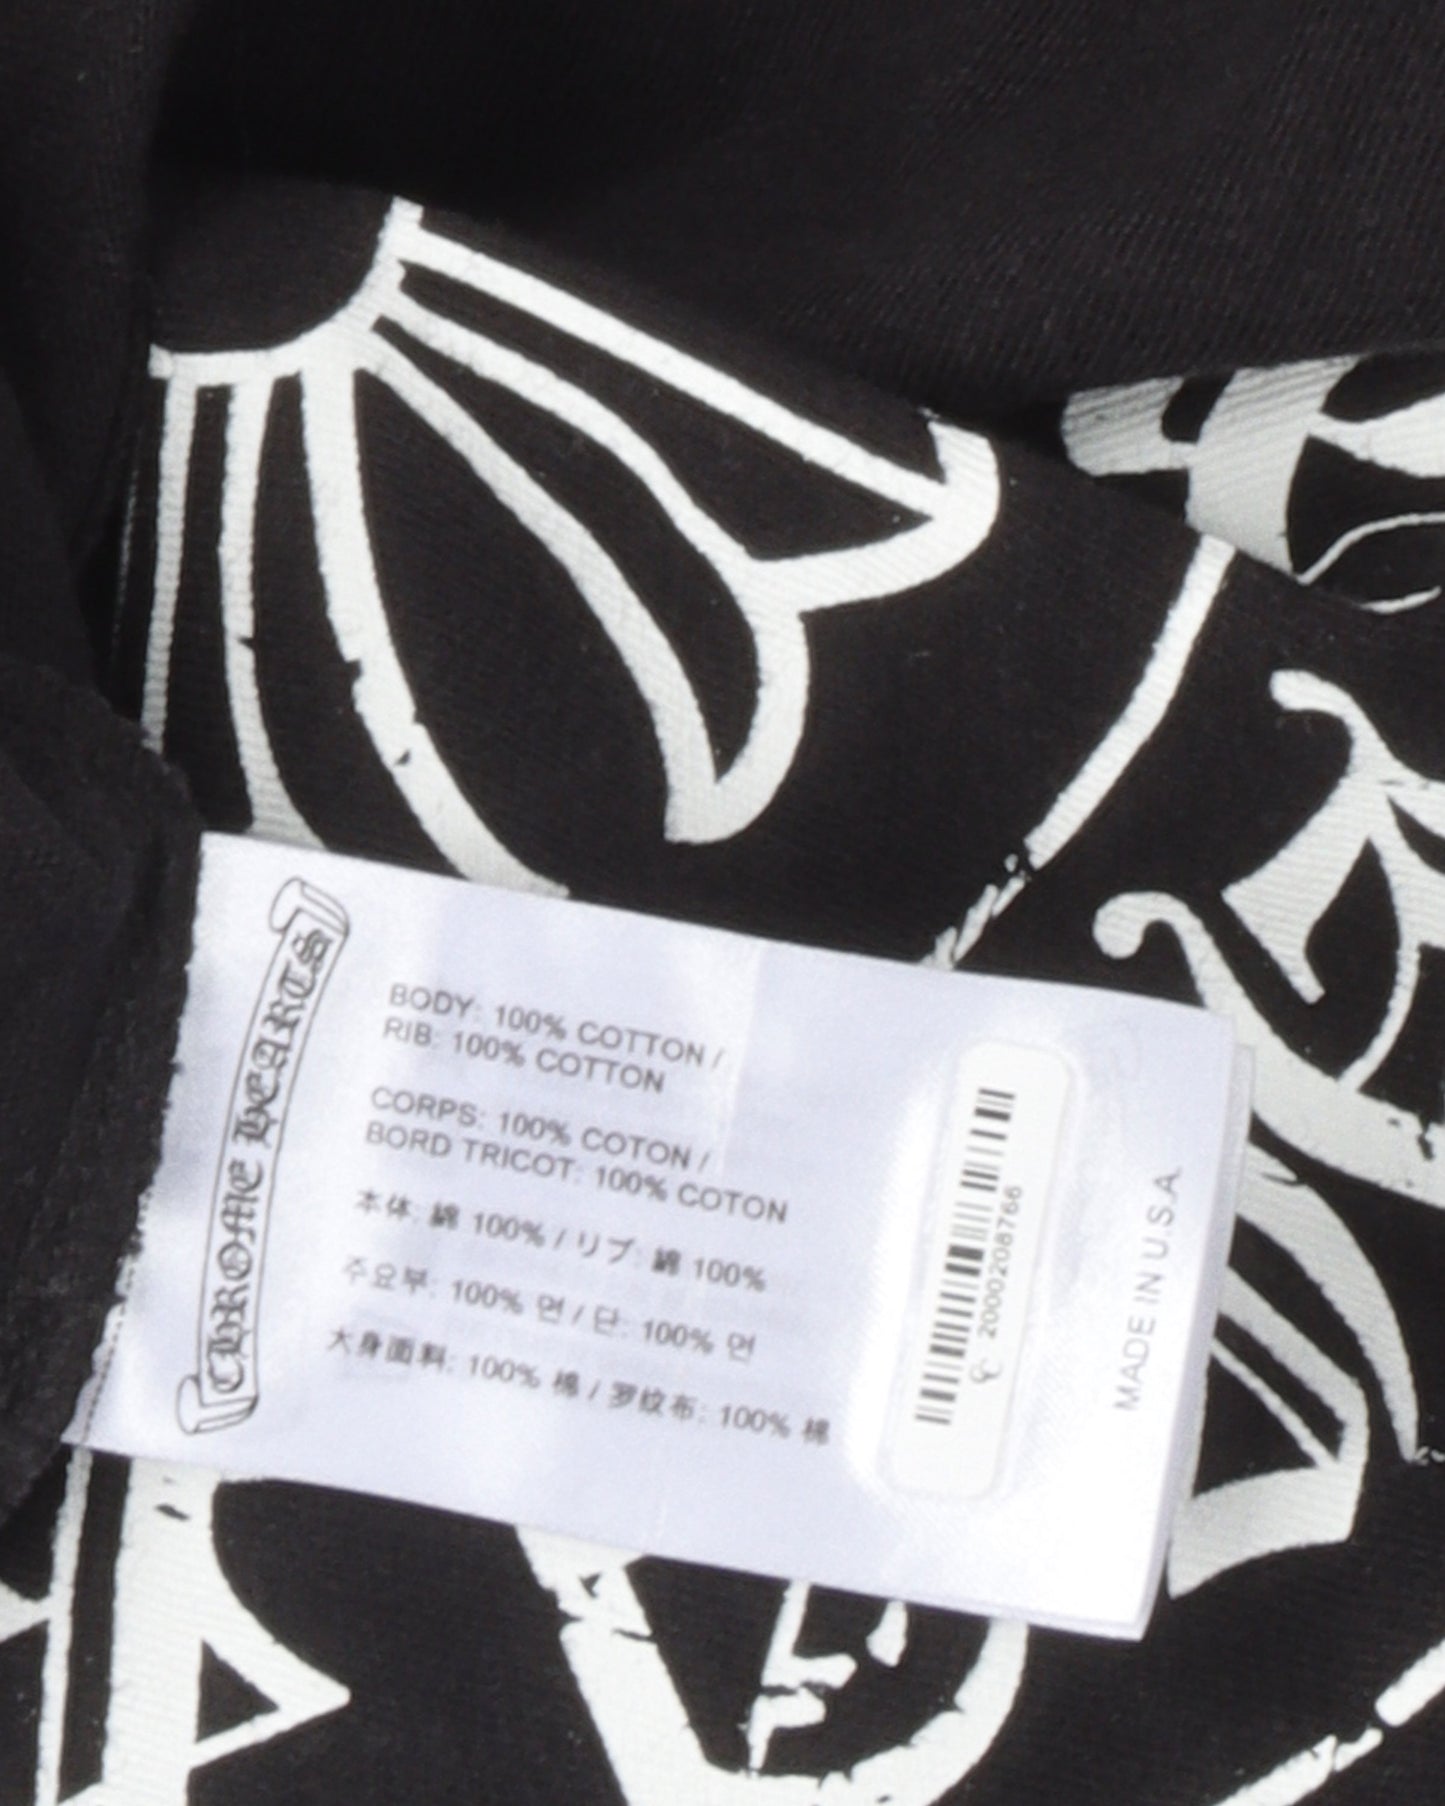 CHROME HEARTS
BODY: 100% COTTON /
RIB: 100% COTTON
CORPS: 100% COTON /
BORD TRICOT: 100% COTON
本体: 綿 100% / リブ: 綿 100%
주요부: 100% 면 / 단: 100% 면
大身面料: 100% 棉 / 罗纹布: 100% 棉
2000208766
MADE IN U.S.A.